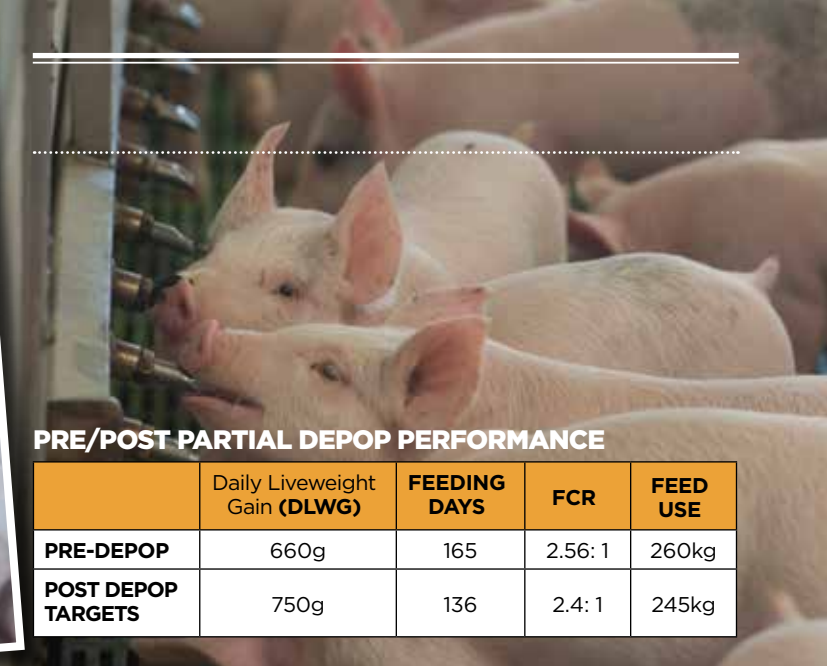 PRE/POST PARTIAL DEPOP PERFORMANCE
Daily Liveweight Gain (DLWG) FEEDING DAYS FCR FEED USE
PRE-DEPOP 660g 165 2.56: 1 260kg
POST DEPOP TARGETS 750g 136 2.4: 1 245kg